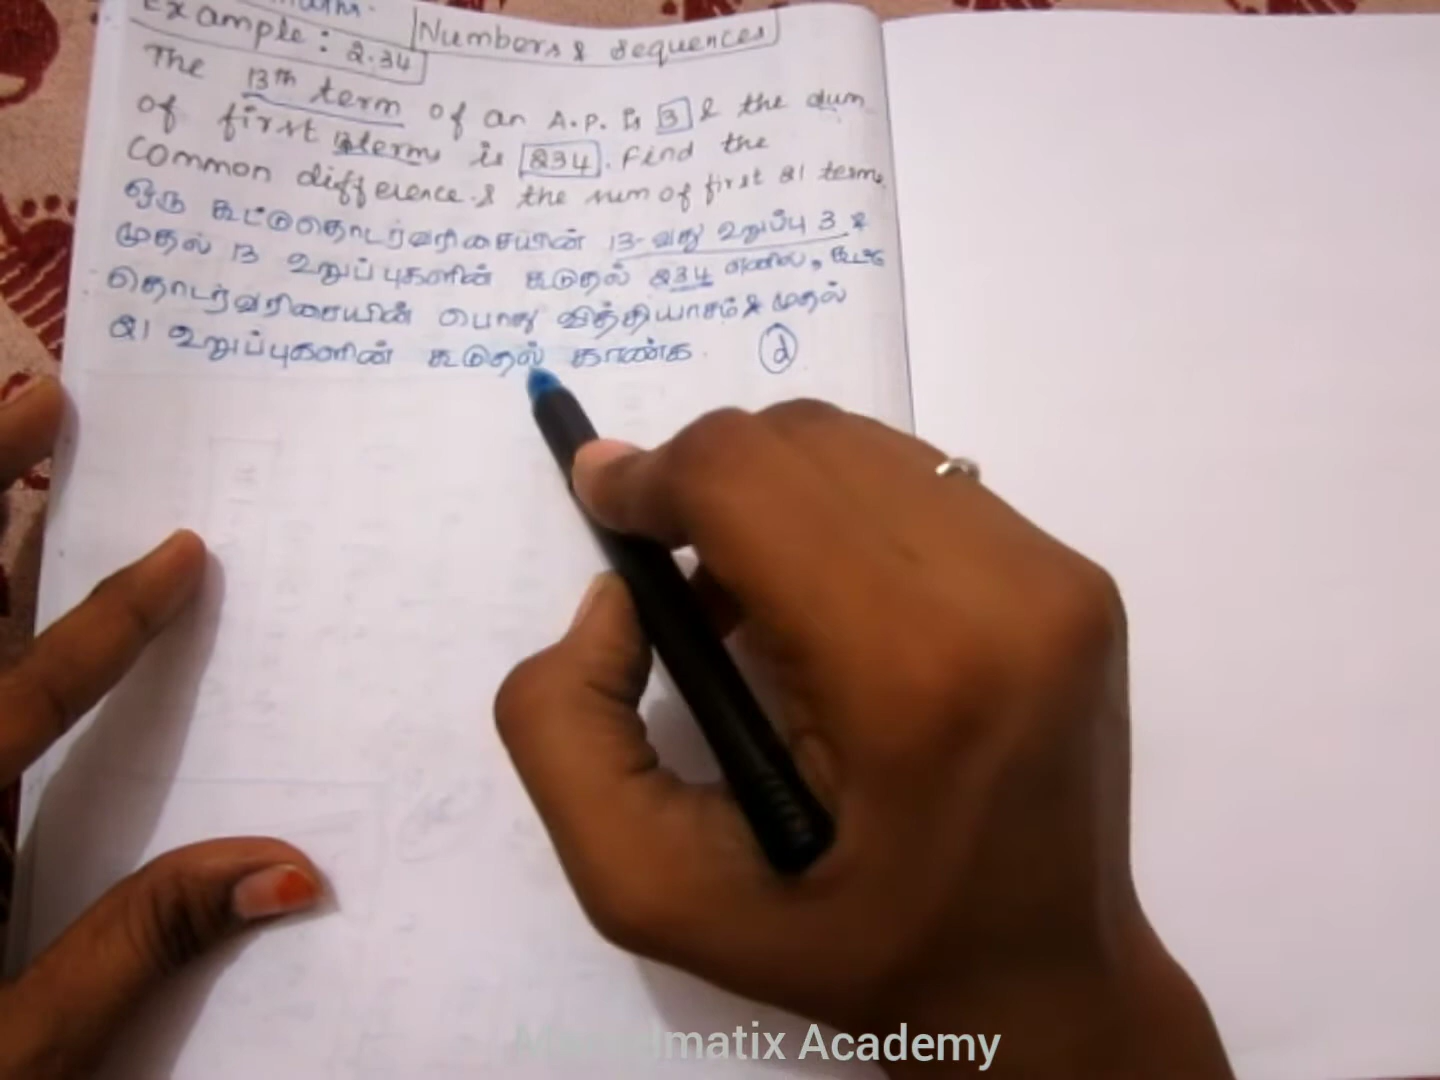 Maths.
Example: 2.34
Numbers & Sequences
The 13th term of an A.P. is 3 & the sum
of first 13 terms is 234. Find the
common difference & the sum of first 21 terms.
ஒரு கூட்டுத்தொடர்வரிசையின் 13-வது உறுப்பு 3 &
முதல் 13 உறுப்புகளின் கூடுதல் 234 எனில், கூட்டு
தொடர்வரிசையின் பொது வித்தியாசம் & முதல்
21 உறுப்புகளின் கூடுதல் காண்க. d
matix Academy